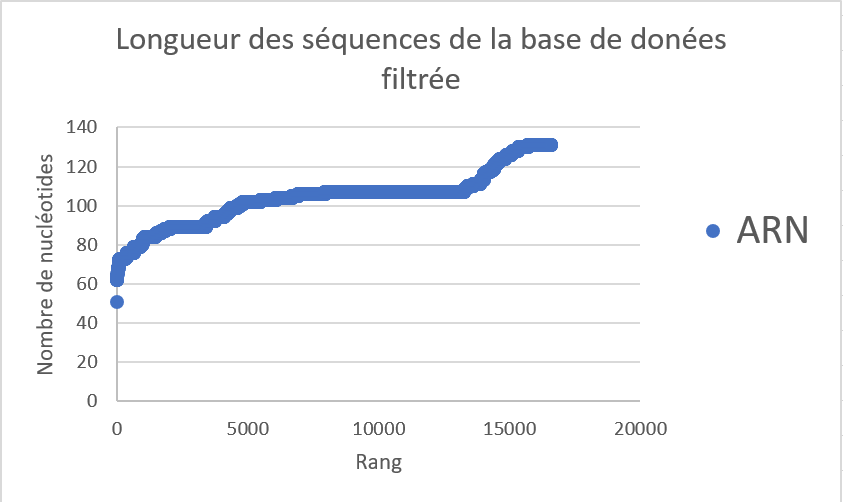 Longueur des séquences de la base de donées
filtrée
140
120
100
80
60
40
20
0
Nombre de nucléotides
0 5000 10000 15000 20000
Rang
ARN